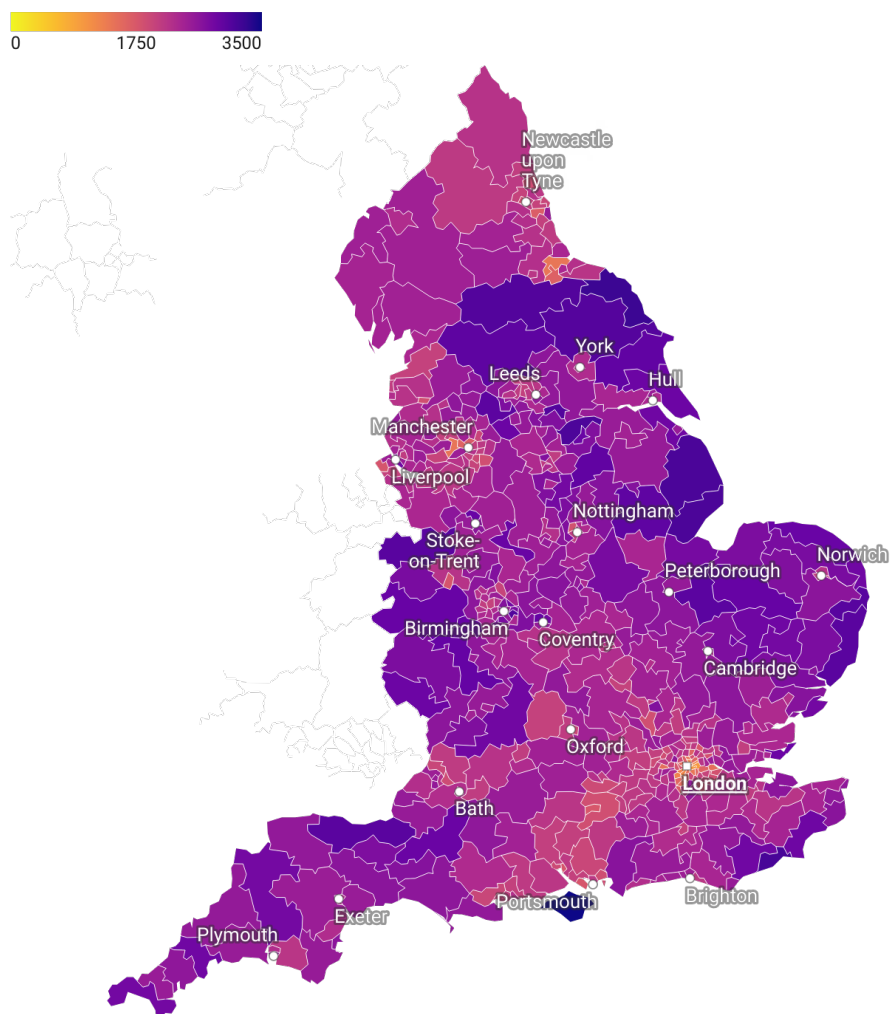 0 1750 3500
Newcastle
upon
Tyne
York
Leeds
Hull
Manchester
Liverpool
Nottingham
Stoke-
on-Trent
Norwich
Peterborough
Birmingham
Coventry
Cambridge
Oxford
London
Bath
Portsmouth
Brighton
Exeter
Plymouth